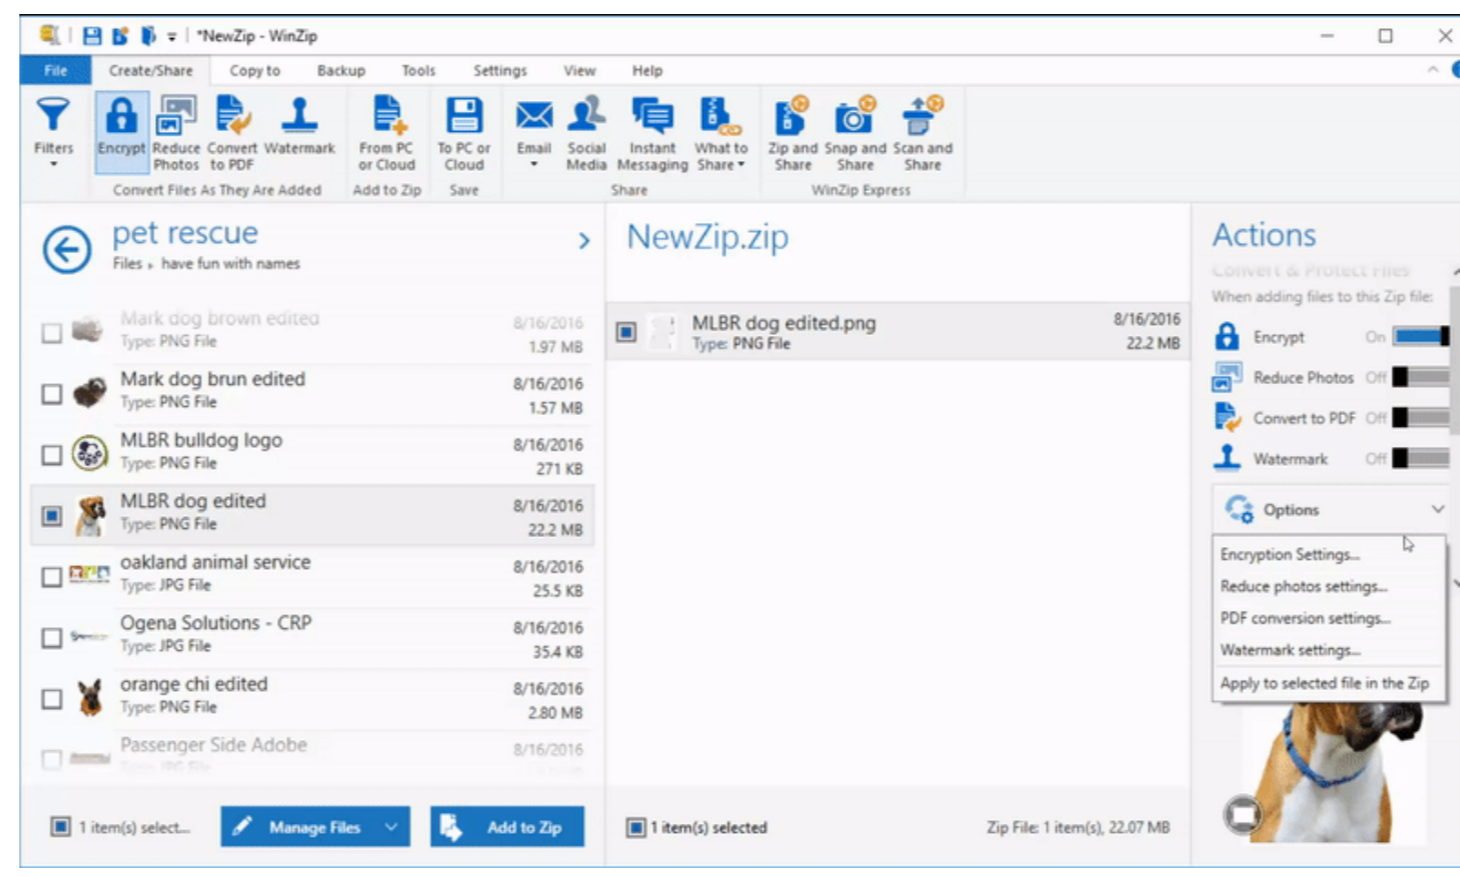 *NewZip - WinZip
File Create/Share Copy to Backup Tools Settings View Help
Filters
Encrypt
Reduce Photos
Convert to PDF
Watermark
Convert Files As They Are Added
From PC or Cloud
Add to Zip
To PC or Cloud
Save
Email
Social Media
Instant Messaging
What to Share
Share
Zip and Share
Snap and Share
Scan and Share
WinZip Express
pet rescue
Files ▸ have fun with names
Mark dog brown edited 8/16/2016
Type: PNG File 1.97 MB
Mark dog brun edited 8/16/2016
Type: PNG File 1.57 MB
MLBR bulldog logo 8/16/2016
Type: PNG File 271 KB
MLBR dog edited 8/16/2016
Type: PNG File 22.2 MB
oakland animal service 8/16/2016
Type: JPG File 25.5 KB
Ogena Solutions - CRP 8/16/2016
Type: JPG File 35.4 KB
orange chi edited 8/16/2016
Type: PNG File 2.80 MB
Passenger Side Adobe 8/16/2016
Type: JPG File
1 item(s) select...
Manage Files
Add to Zip
NewZip.zip
MLBR dog edited.png 8/16/2016
Type: PNG File 22.2 MB
1 item(s) selected
Zip File: 1 item(s), 22.07 MB
Actions
Convert & Protect Files
When adding files to this Zip file:
Encrypt On
Reduce Photos Off
Convert to PDF Off
Watermark Off
Options
Encryption Settings...
Reduce photos settings...
PDF conversion settings...
Watermark settings...
Apply to selected file in the Zip